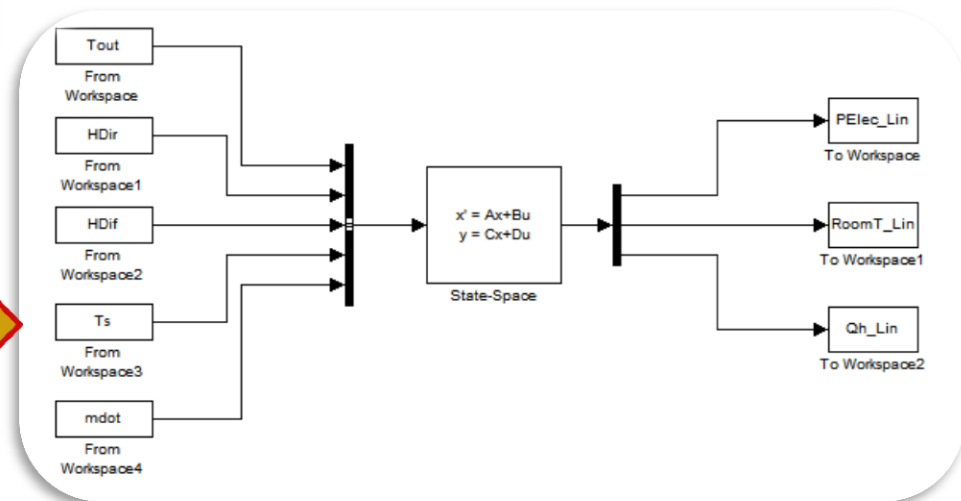 Tout
From
Workspace
HDir
From
Workspace1
HDif
From
Workspace2
Ts
From
Workspace3
mdot
From
Workspace4
x' = Ax+Bu
y = Cx+Du
State-Space
PElec_Lin
To Workspace
RoomT_Lin
To Workspace1
Qh_Lin
To Workspace2